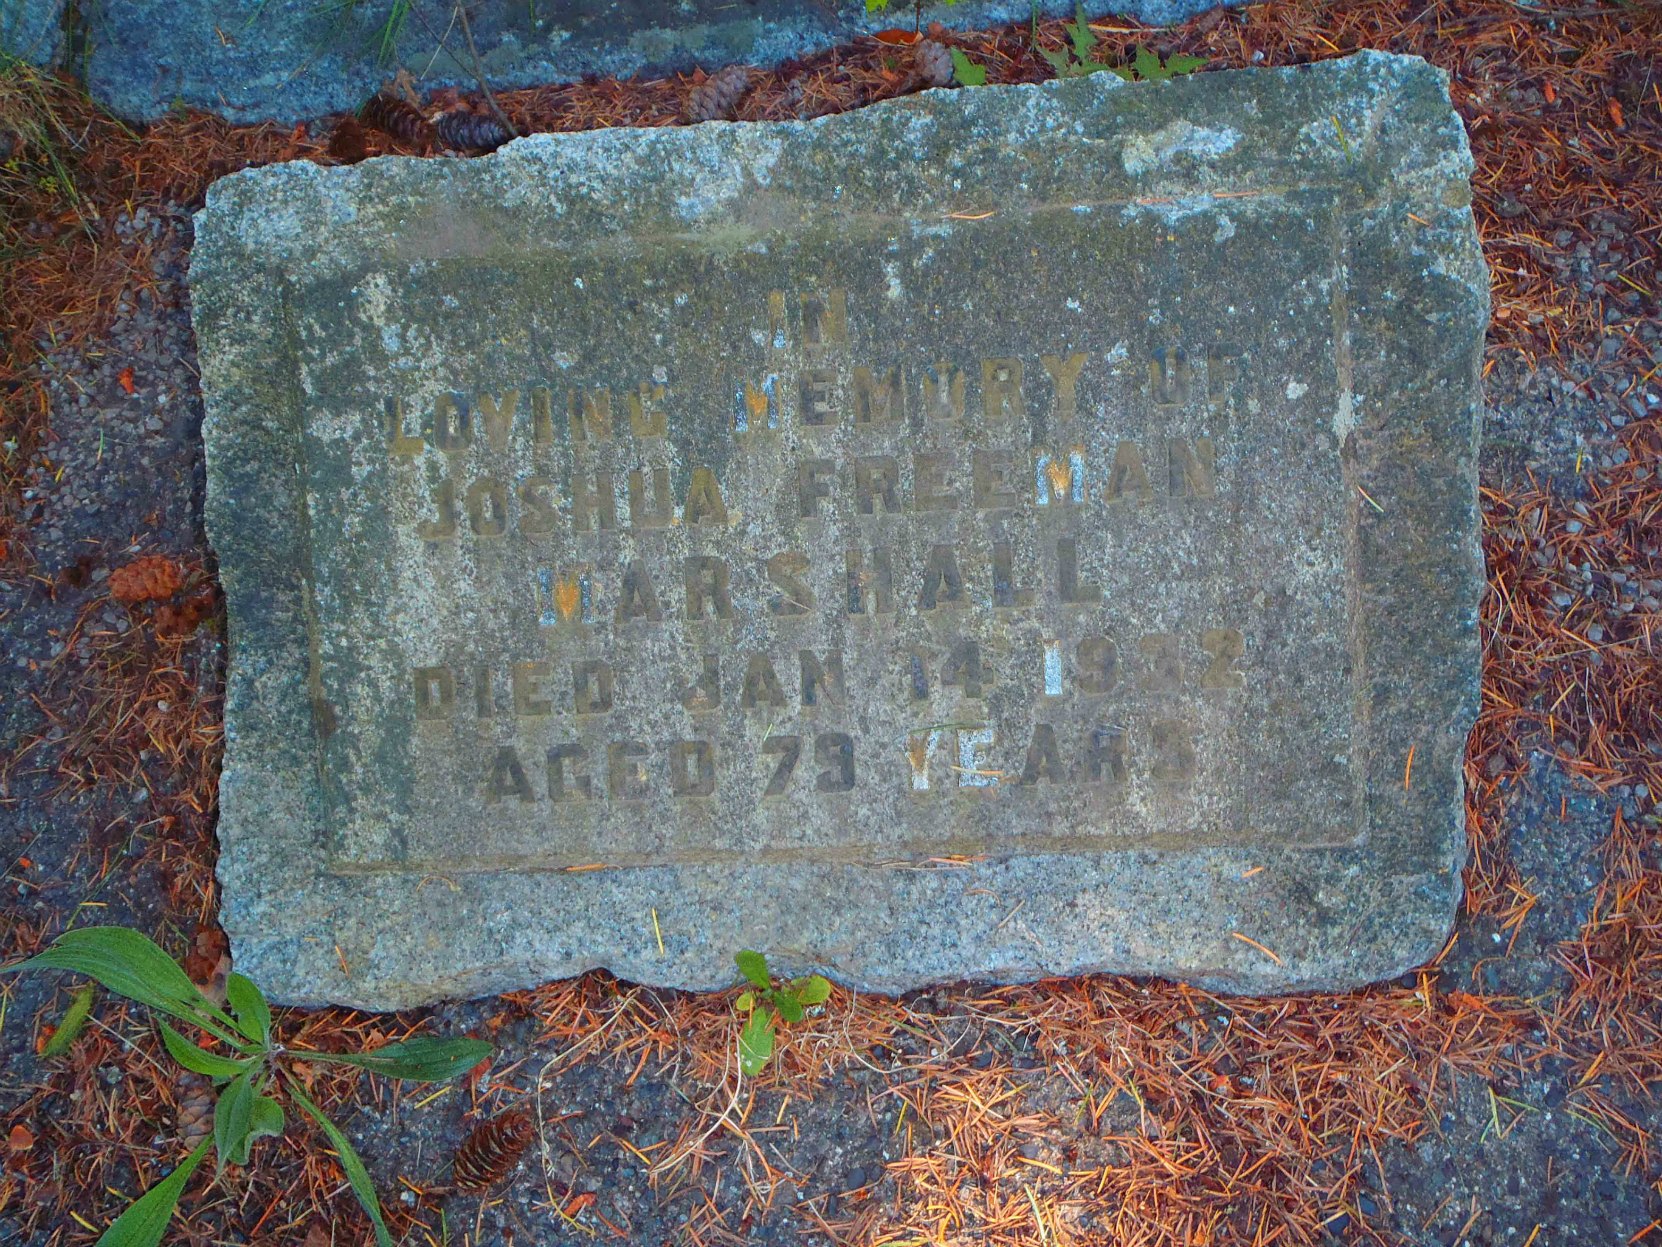 IN
LOVING MEMORY OF
JOSHUA FREEMAN
MARSHALL
DIED JAN 14 1932
AGED 79 YEARS